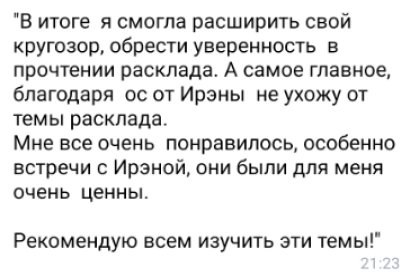 "В итоге я смогла расширить свой
кругозор, обрести уверенность в
прочтении расклада. А самое главное,
благодаря ос от Ирэны не ухожу от
темы расклада.
Мне все очень понравилось, особенно
встречи с Ирэной, они были для меня
очень ценны.
Рекомендую всем изучить эти темы!"
21:23